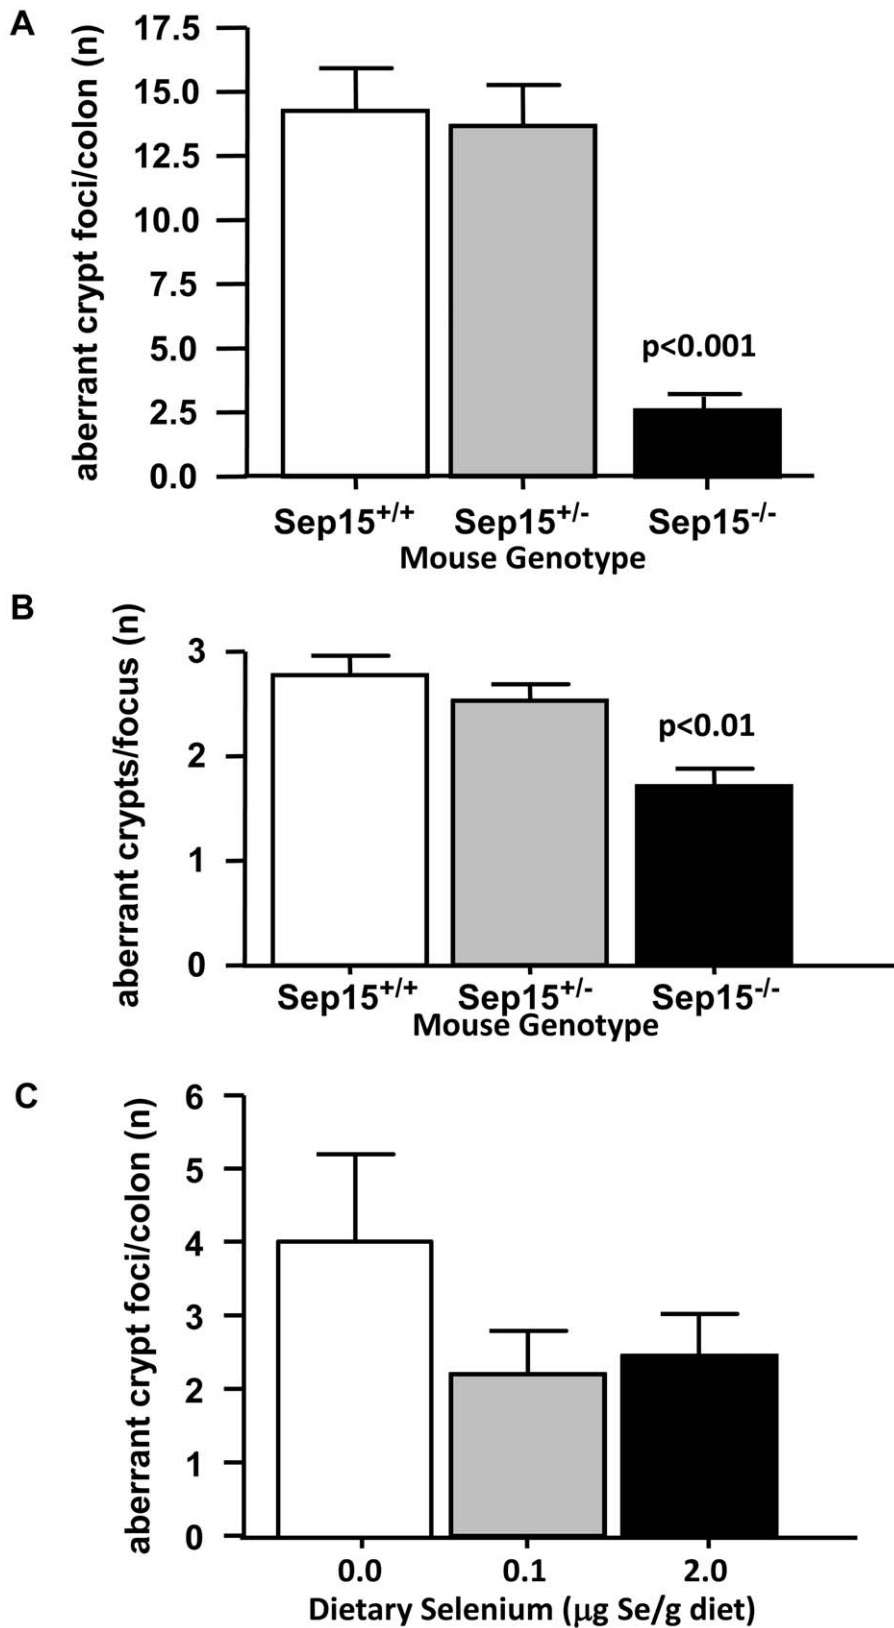 A
aberrant crypt foci/colon (n)
17.5
15.0
12.5
10.0
7.5
5.0
2.5
0.0
p<0.001
Sep15+/+ Sep15+/- Sep15-/-
Mouse Genotype
B
aberrant crypts/focus (n)
3
2
1
0
p<0.01
Sep15+/+ Sep15+/- Sep15-/-
Mouse Genotype
C
aberrant crypt foci/colon (n)
6
5
4
3
2
1
0
0.0 0.1 2.0
Dietary Selenium (μg Se/g diet)